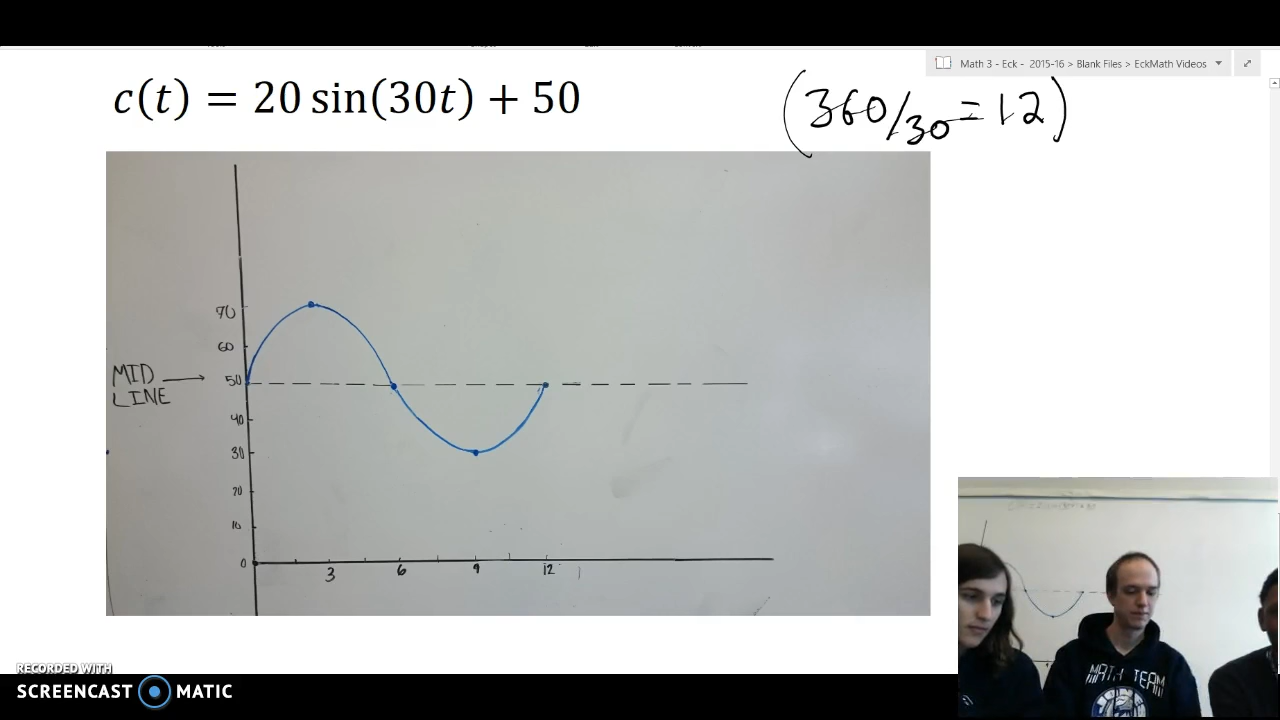 Math 3 - Eck - 2015-16 > Blank Files > EckMath Videos
c(t) = 20 sin(30t) + 50
(360/30 = 12)
70
60
MID
LINE
50
40
30
20
10
0
3
6
9
12
MATH TEAM
RECORDED WITH
SCREENCAST MATIC